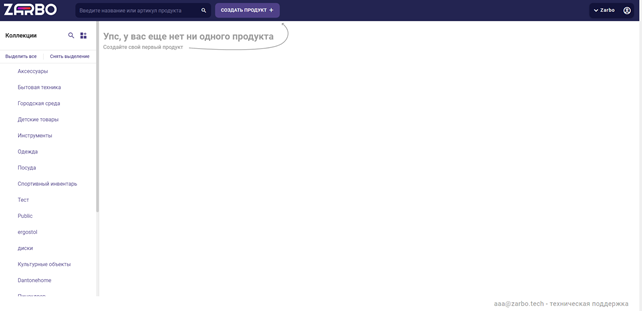 ZARBO
Введите название или артикул продукта
СОЗДАТЬ ПРОДУКТ +
Zarbo
Коллекции
Выделить все
Снять выделение
Упс, у вас еще нет ни одного продукта
Создайте свой первый продукт
Аксессуары
Бытовая техника
Городская среда
Детские товары
Инструменты
Одежда
Посуда
Спортивный инвентарь
Тест
Public
ergostol
диски
Культурные объекты
Dantonehome
aaa@zarbo.tech - техническая поддержка